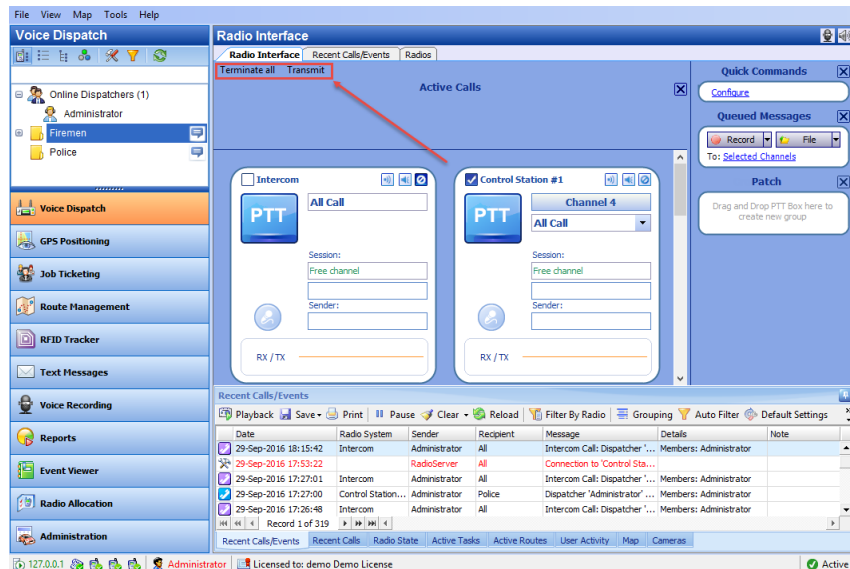 File View Map Tools Help
Voice Dispatch
Radio Interface
Radio Interface Recent Calls/Events Radios
Terminate all Transmit
Active Calls
Quick Commands
Configure
Queued Messages
Record File
To: Selected Channels
Patch
Drag and Drop PTT Box here to
create new group
Online Dispatchers (1)
Administrator
Firemen
Police
Voice Dispatch
GPS Positioning
Job Ticketing
Route Management
RFID Tracker
Text Messages
Voice Recording
Reports
Event Viewer
Radio Allocation
Administration
Intercom
PTT
All Call
Session:
Free channel
Sender:
RX / TX
Control Station #1
PTT
Channel 4
All Call
Session:
Free channel
Sender:
RX / TX
Recent Calls/Events
Playback Save Print Pause Clear Reload Filter By Radio Grouping Auto Filter Default Settings
Date Radio System Sender Recipient Message Details Note
29-Sep-2016 18:15:42 Intercom Administrator All Intercom Call: Dispatcher '... Members: Administrator
29-Sep-2016 17:53:22 RadioServer All Connection to 'Control Sta...
29-Sep-2016 17:27:01 Intercom Administrator All Intercom Call: Dispatcher '... Members: Administrator
29-Sep-2016 17:27:00 Control Station... Administrator Police Dispatcher 'Administrator' ... Members: Administrator
29-Sep-2016 17:26:48 Intercom Administrator All Intercom Call: Dispatcher '... Members: Administrator
Record 1 of 319
Recent Calls/Events Recent Calls Radio State Active Tasks Active Routes User Activity Map Cameras
127.0.0.1 Administrator Licensed to: demo Demo License Active